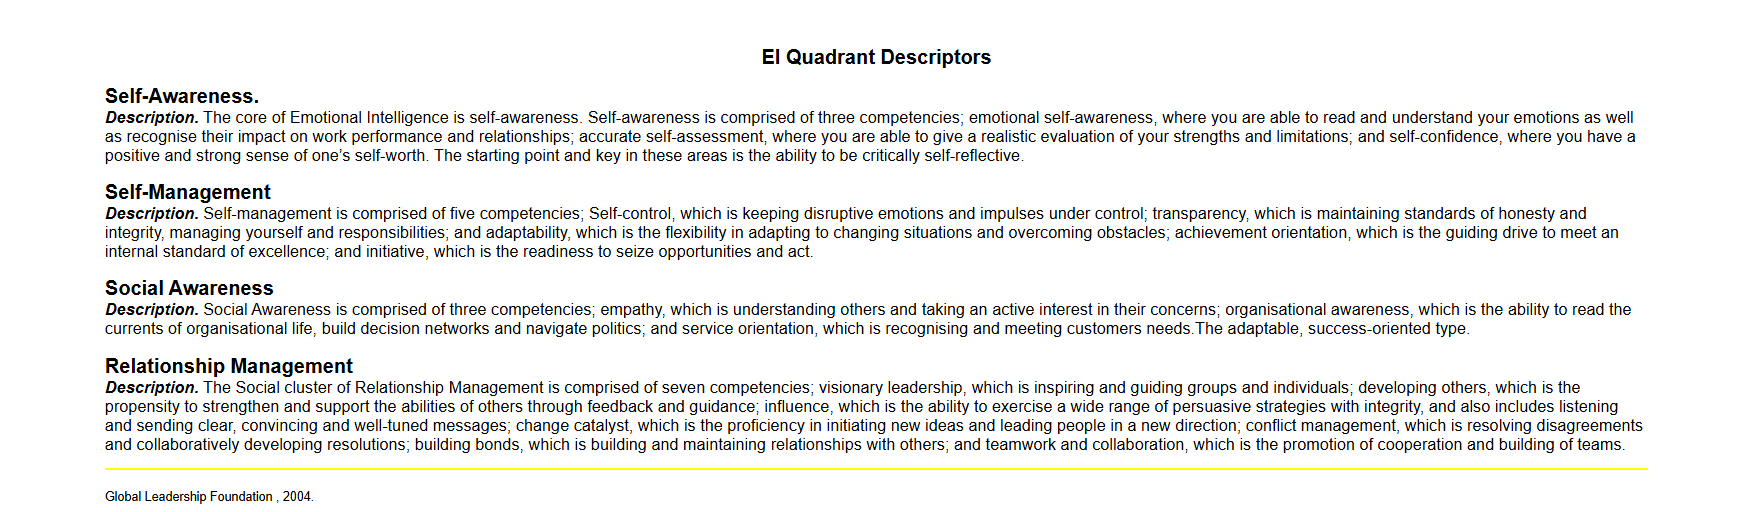 EI Quadrant Descriptors
Self-Awareness.
Description. The core of Emotional Intelligence is self-awareness. Self-awareness is comprised of three competencies; emotional self-awareness, where you are able to read and understand your emotions as well
as recognise their impact on work performance and relationships; accurate self-assessment, where you are able to give a realistic evaluation of your strengths and limitations; and self-confidence, where you have a
positive and strong sense of one’s self-worth. The starting point and key in these areas is the ability to be critically self-reflective.
Self-Management
Description. Self-management is comprised of five competencies; Self-control, which is keeping disruptive emotions and impulses under control; transparency, which is maintaining standards of honesty and
integrity, managing yourself and responsibilities; and adaptability, which is the flexibility in adapting to changing situations and overcoming obstacles; achievement orientation, which is the guiding drive to meet an
internal standard of excellence; and initiative, which is the readiness to seize opportunities and act.
Social Awareness
Description. Social Awareness is comprised of three competencies; empathy, which is understanding others and taking an active interest in their concerns; organisational awareness, which is the ability to read the
currents of organisational life, build decision networks and navigate politics; and service orientation, which is recognising and meeting customers needs.The adaptable, success-oriented type.
Relationship Management
Description. The Social cluster of Relationship Management is comprised of seven competencies; visionary leadership, which is inspiring and guiding groups and individuals; developing others, which is the
propensity to strengthen and support the abilities of others through feedback and guidance; influence, which is the ability to exercise a wide range of persuasive strategies with integrity, and also includes listening
and sending clear, convincing and well-tuned messages; change catalyst, which is the proficiency in initiating new ideas and leading people in a new direction; conflict management, which is resolving disagreements
and collaboratively developing resolutions; building bonds, which is building and maintaining relationships with others; and teamwork and collaboration, which is the promotion of cooperation and building of teams.
Global Leadership Foundation , 2004.